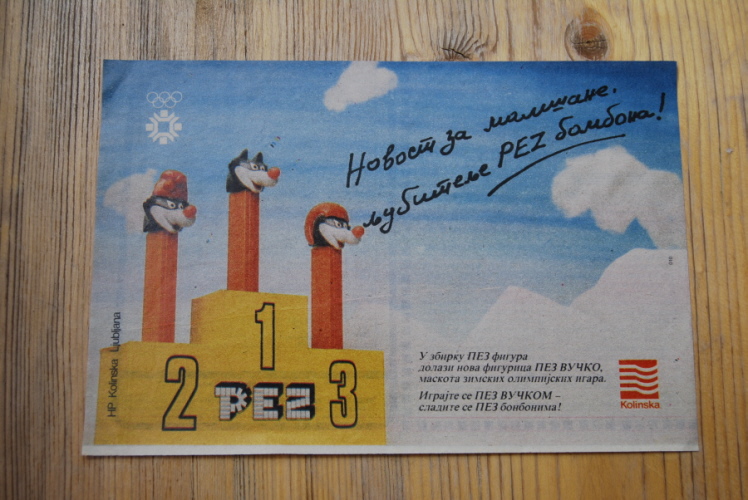 Новост за малишане.
љубитеље PEZ бомбона!
1
2
PEZ
3
HP Kolinska Ljubljana
У збирку ПЕЗ фигура
долази нова фигурица ПЕЗ ВУЧКО,
маскота зимских олимпијских игара.
Играјте се ПЕЗ ВУЧКОМ –
сладите се ПЕЗ бонбонима!
Kolinska